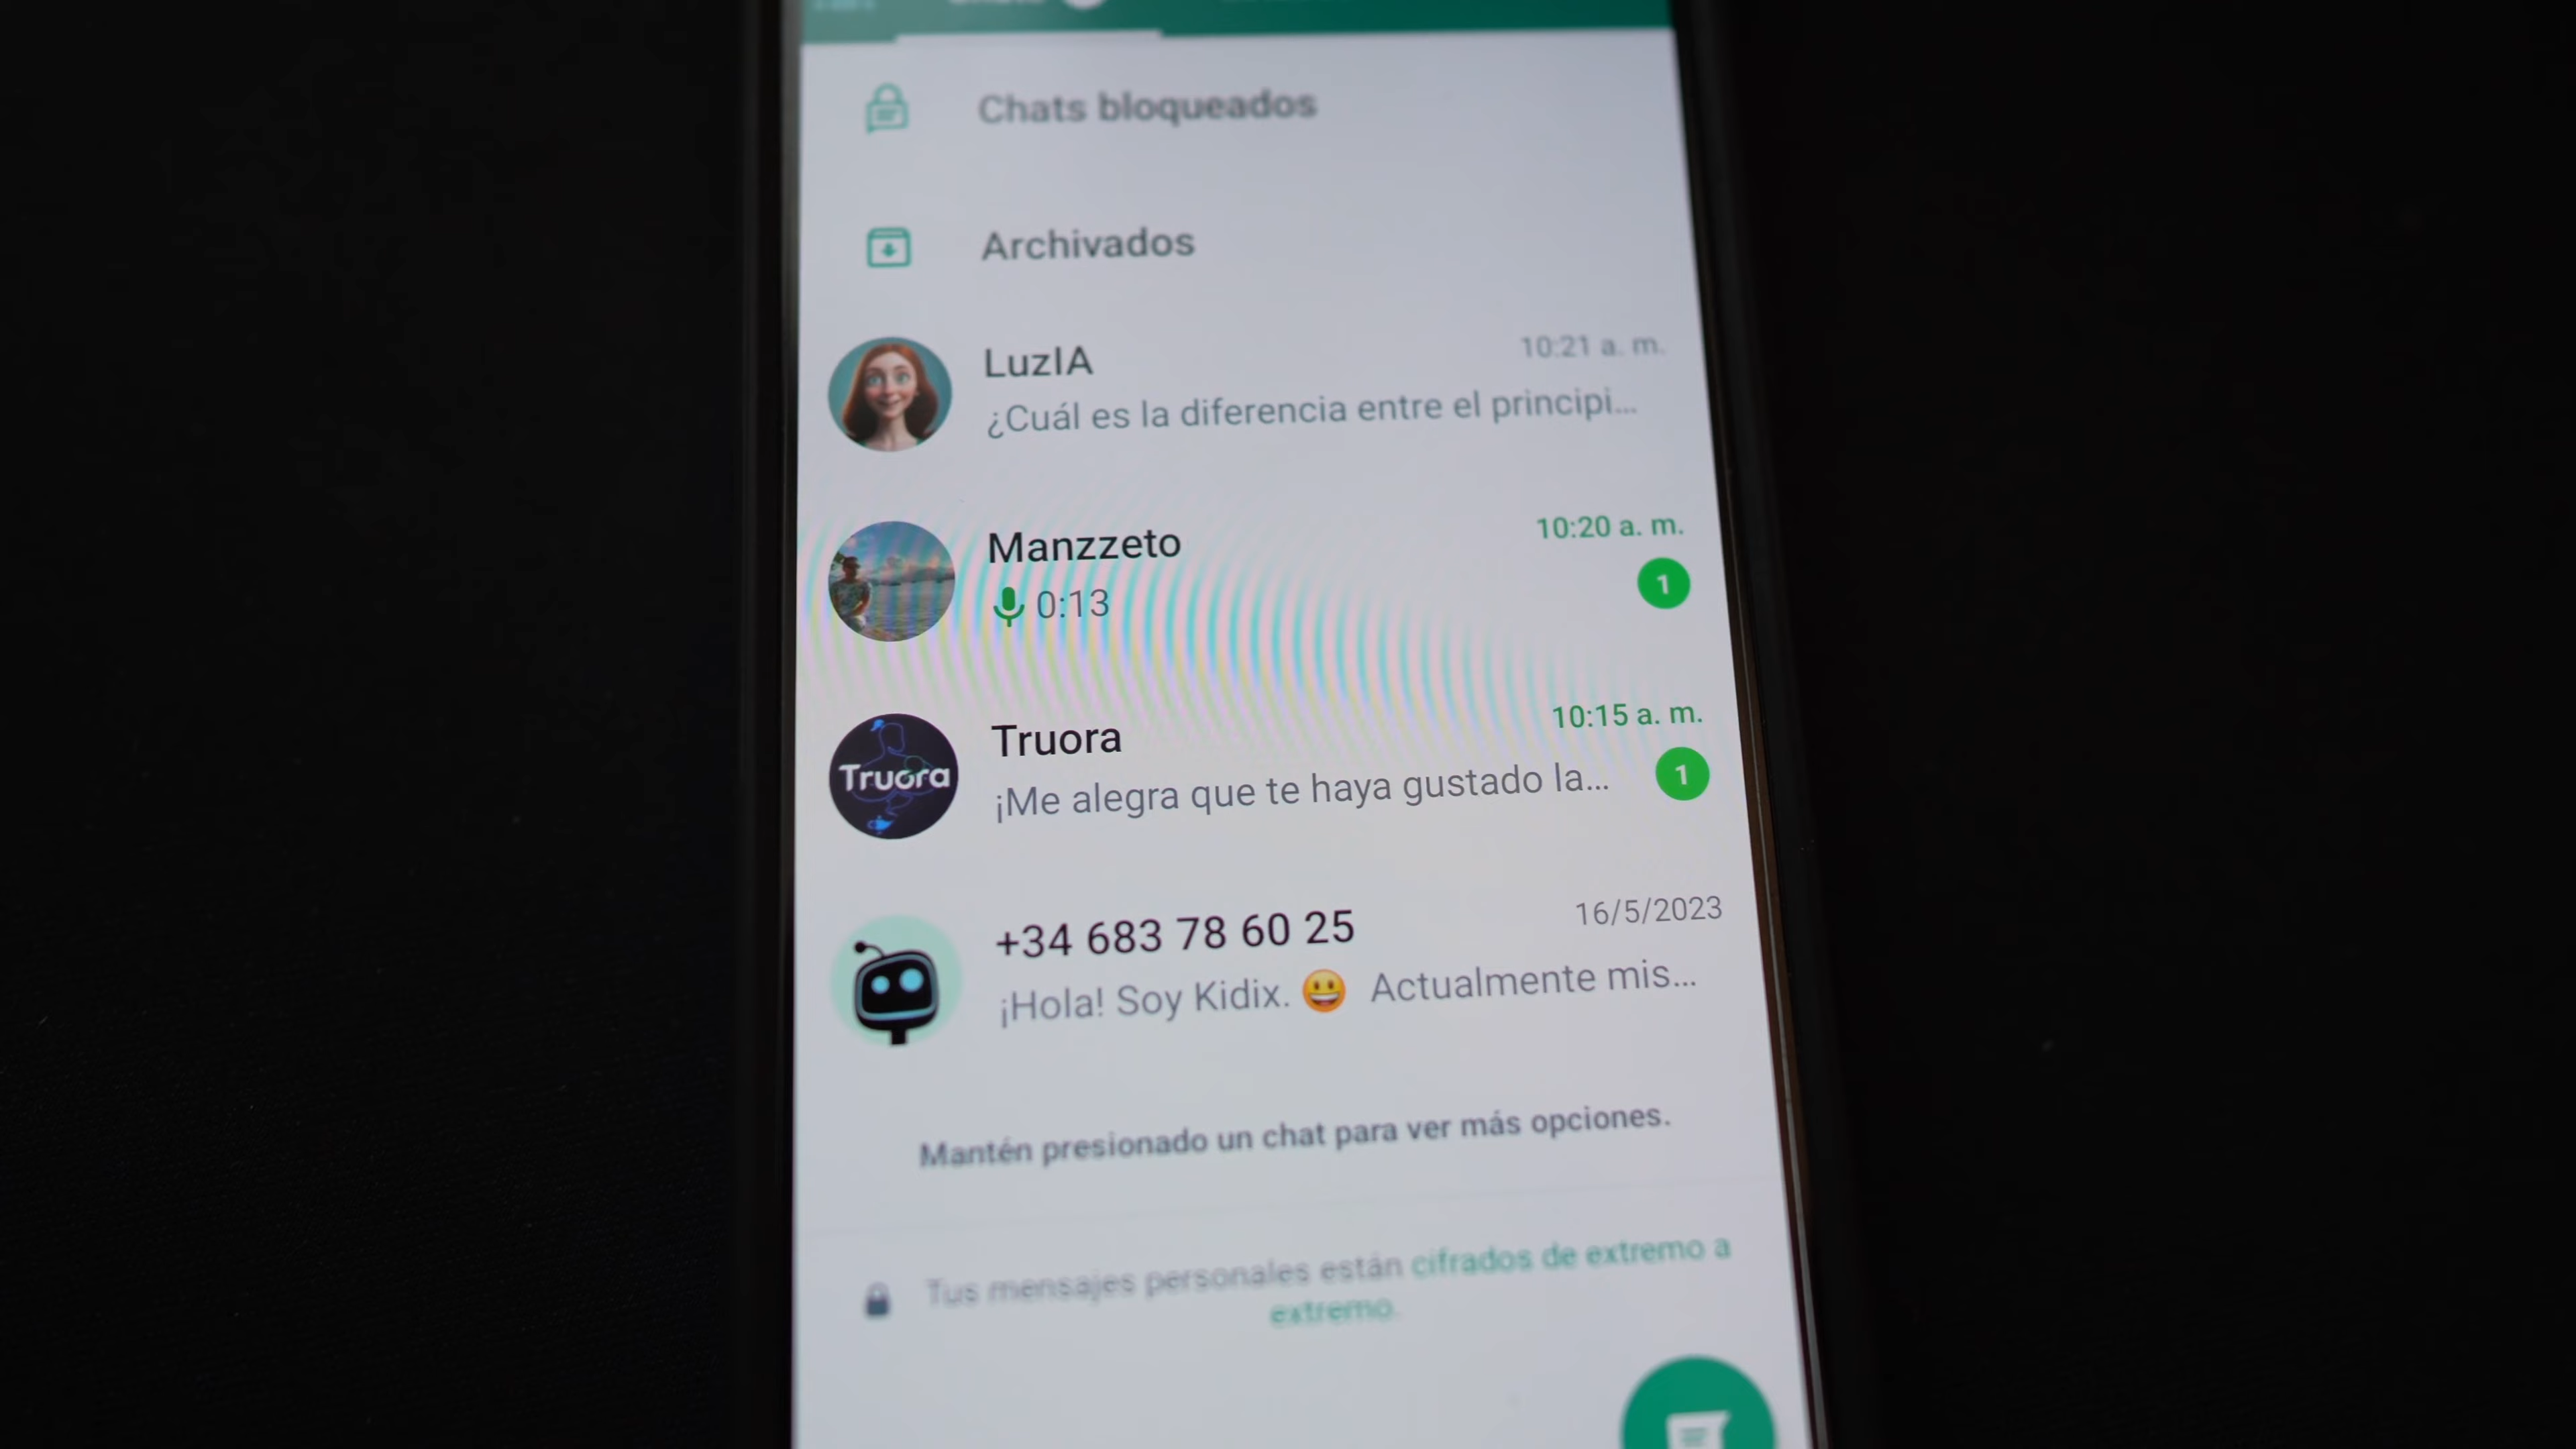 Chats bloqueados
Archivados
LuzIA
10:21 a. m.
¿Cuál es la diferencia entre el principi...
Manzzeto
10:20 a. m.
0:13
1
Truora
Truora
10:15 a. m.
¡Me alegra que te haya gustado la...
1
+34 683 78 60 25
16/5/2023
¡Hola! Soy Kidix. 😃 Actualmente mis...
Mantén presionado un chat para ver más opciones.
Tus mensajes personales están cifrados de extremo a
extremo.